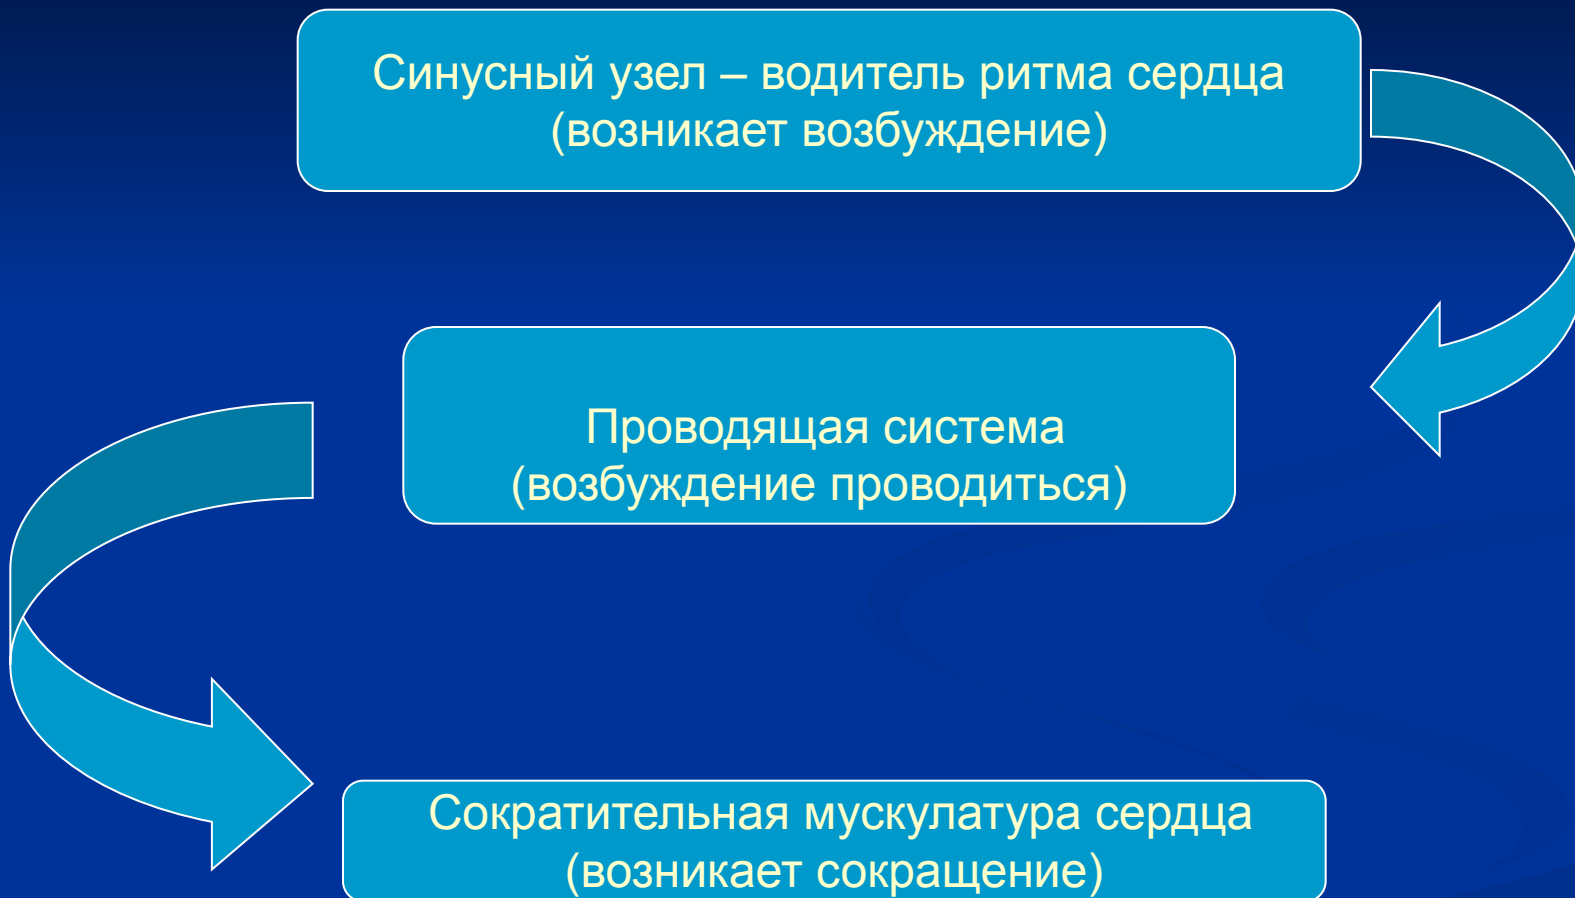 Синусный узел – водитель ритма сердца
(возникает возбуждение)
Проводящая система
(возбуждение проводиться)
Сократительная мускулатура сердца
(возникает сокращение)